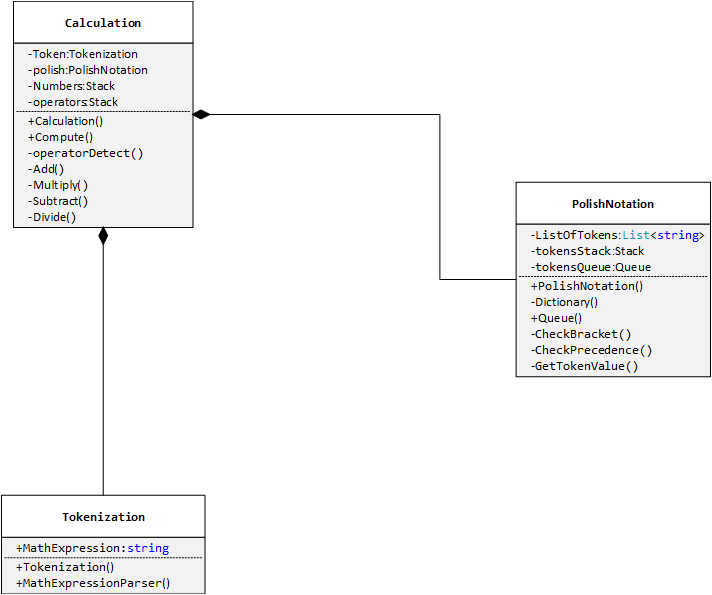 Calculation
-Token:Tokenization
-polish:PolishNotation
-Numbers:Stack
-operators:Stack
+Calculation()
+Compute()
-operatorDetect()
-Add()
-Multiply()
-Subtract()
-Divide()
PolishNotation
-ListOfTokens:List<string>
-tokensStack:Stack
-tokensQueue:Queue
+PolishNotation()
-Dictionary()
+Queue()
-CheckBracket()
-CheckPrecedence()
-GetTokenValue()
Tokenization
+MathExpression:string
+Tokenization()
+MathExpressionParser()